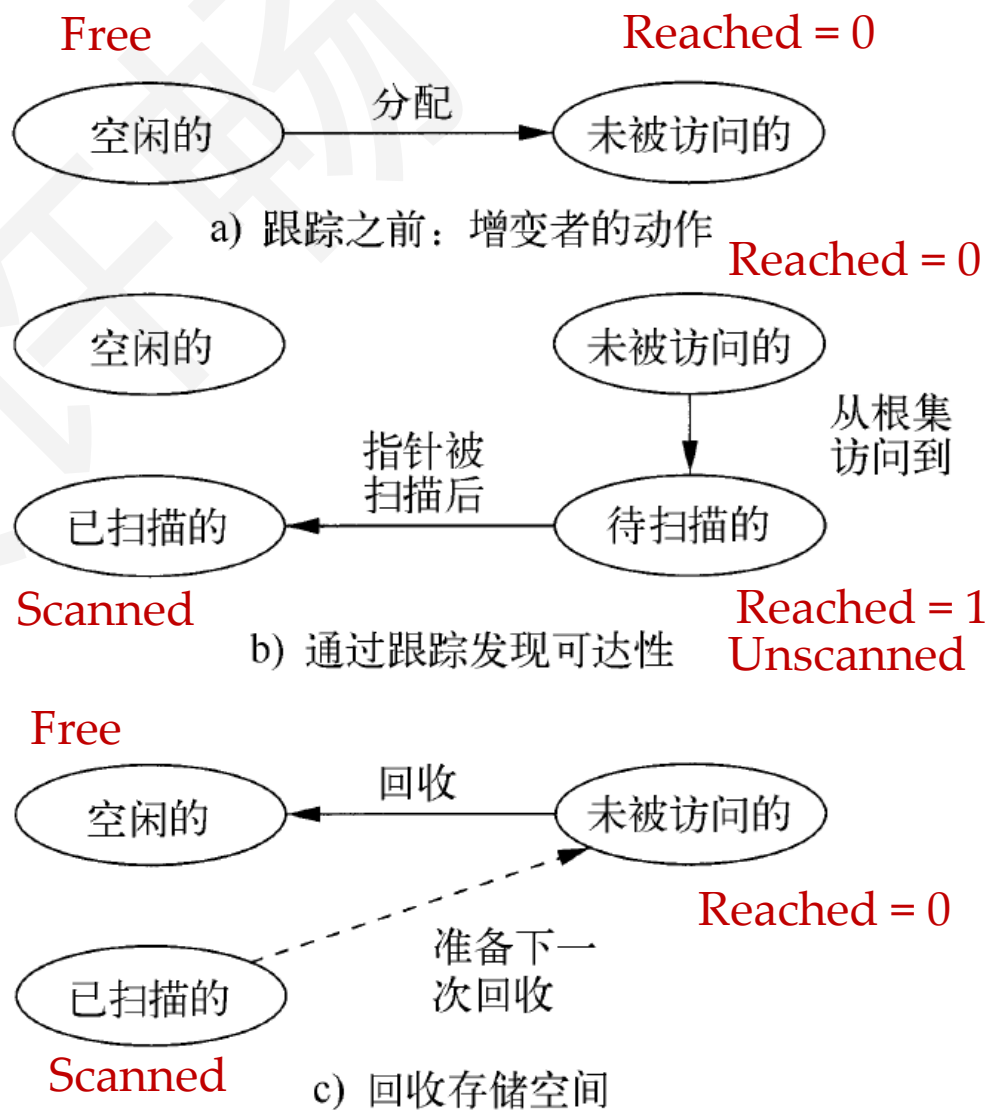 Free
Reached = 0
空闲的
分配
未被访问的
a) 跟踪之前：增变者的动作
Reached = 0
空闲的
未被访问的
从根集
访问到
指针被
扫描后
已扫描的
待扫描的
Scanned
Reached = 1
b) 通过跟踪发现可达性
Unscanned
Free
空闲的
回收
未被访问的
Reached = 0
准备下一
次回收
已扫描的
Scanned
c) 回收存储空间